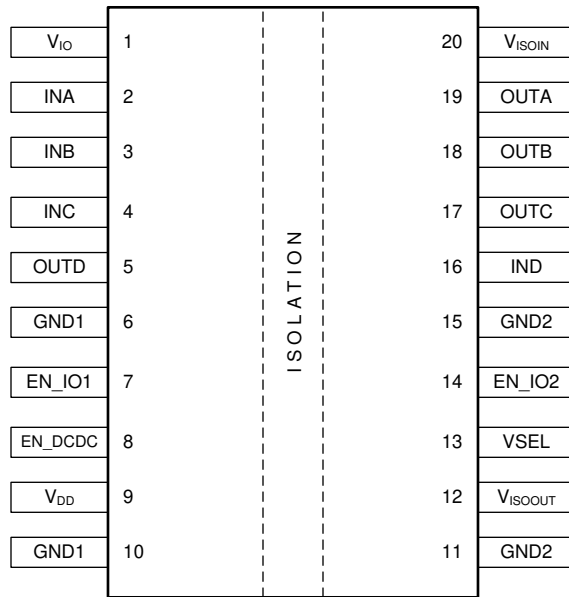 V_IO 1 20 V_ISOIN
INA 2 19 OUTA
INB 3 18 OUTB
INC 4 17 OUTC
OUTD 5 16 IND
GND1 6 15 GND2
EN_IO1 7 14 EN_IO2
EN_DCDC 8 13 VSEL
V_DD 9 12 V_ISOOUT
GND1 10 11 GND2
ISOLATION